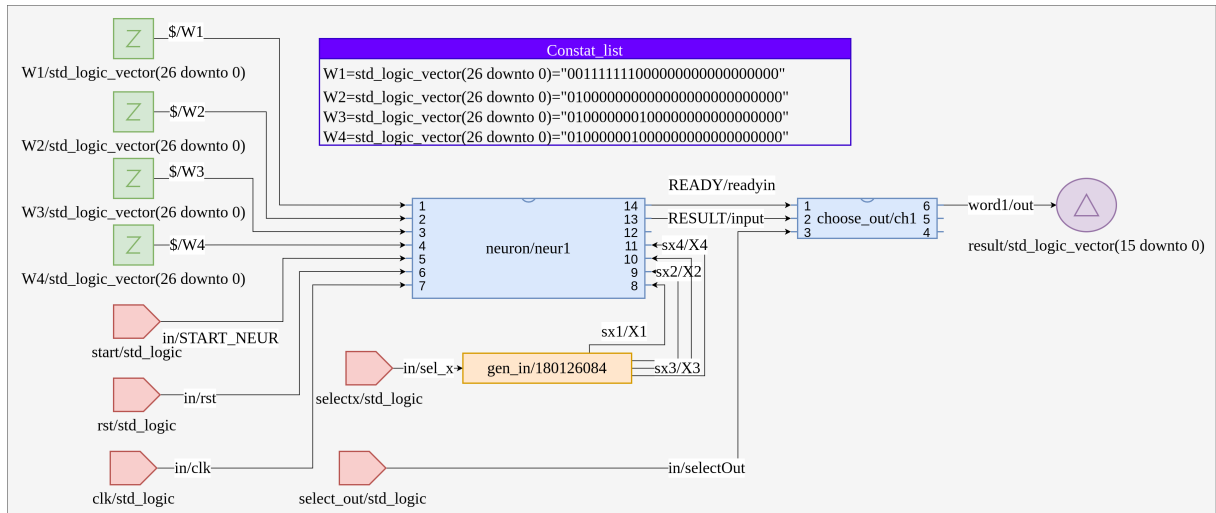 $/W1
W1/std_logic_vector(26 downto 0)
$/W2
W2/std_logic_vector(26 downto 0)
$/W3
W3/std_logic_vector(26 downto 0)
$/W4
W4/std_logic_vector(26 downto 0)
Z
Z
Z
Z
Constat_list
W1=std_logic_vector(26 downto 0)="001111111000000000000000000"
W2=std_logic_vector(26 downto 0)="010000000000000000000000000"
W3=std_logic_vector(26 downto 0)="010000000100000000000000000"
W4=std_logic_vector(26 downto 0)="010000001000000000000000000"
in/START_NEUR
start/std_logic
in/rst
rst/std_logic
in/clk
clk/std_logic
1
2
3
4
5
6
7
neuron/neur1
14
13
12
11
10
9
8
READY/readyin
RESULT/input
sx4/X4
sx2/X2
sx1/X1
sx3/X3
selectx/std_logic
in/sel_x
gen_in/180126084
select_out/std_logic
in/selectOut
1
2
3
choose_out/ch1
6
5
4
word1/out
result/std_logic_vector(15 downto 0)